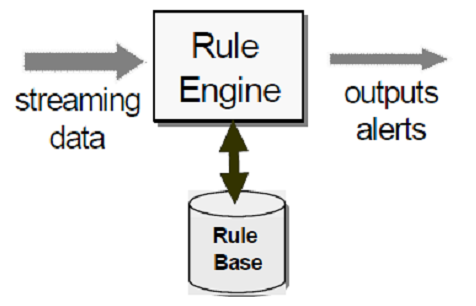 Rule
Engine
streaming
data
outputs
alerts
Rule
Base